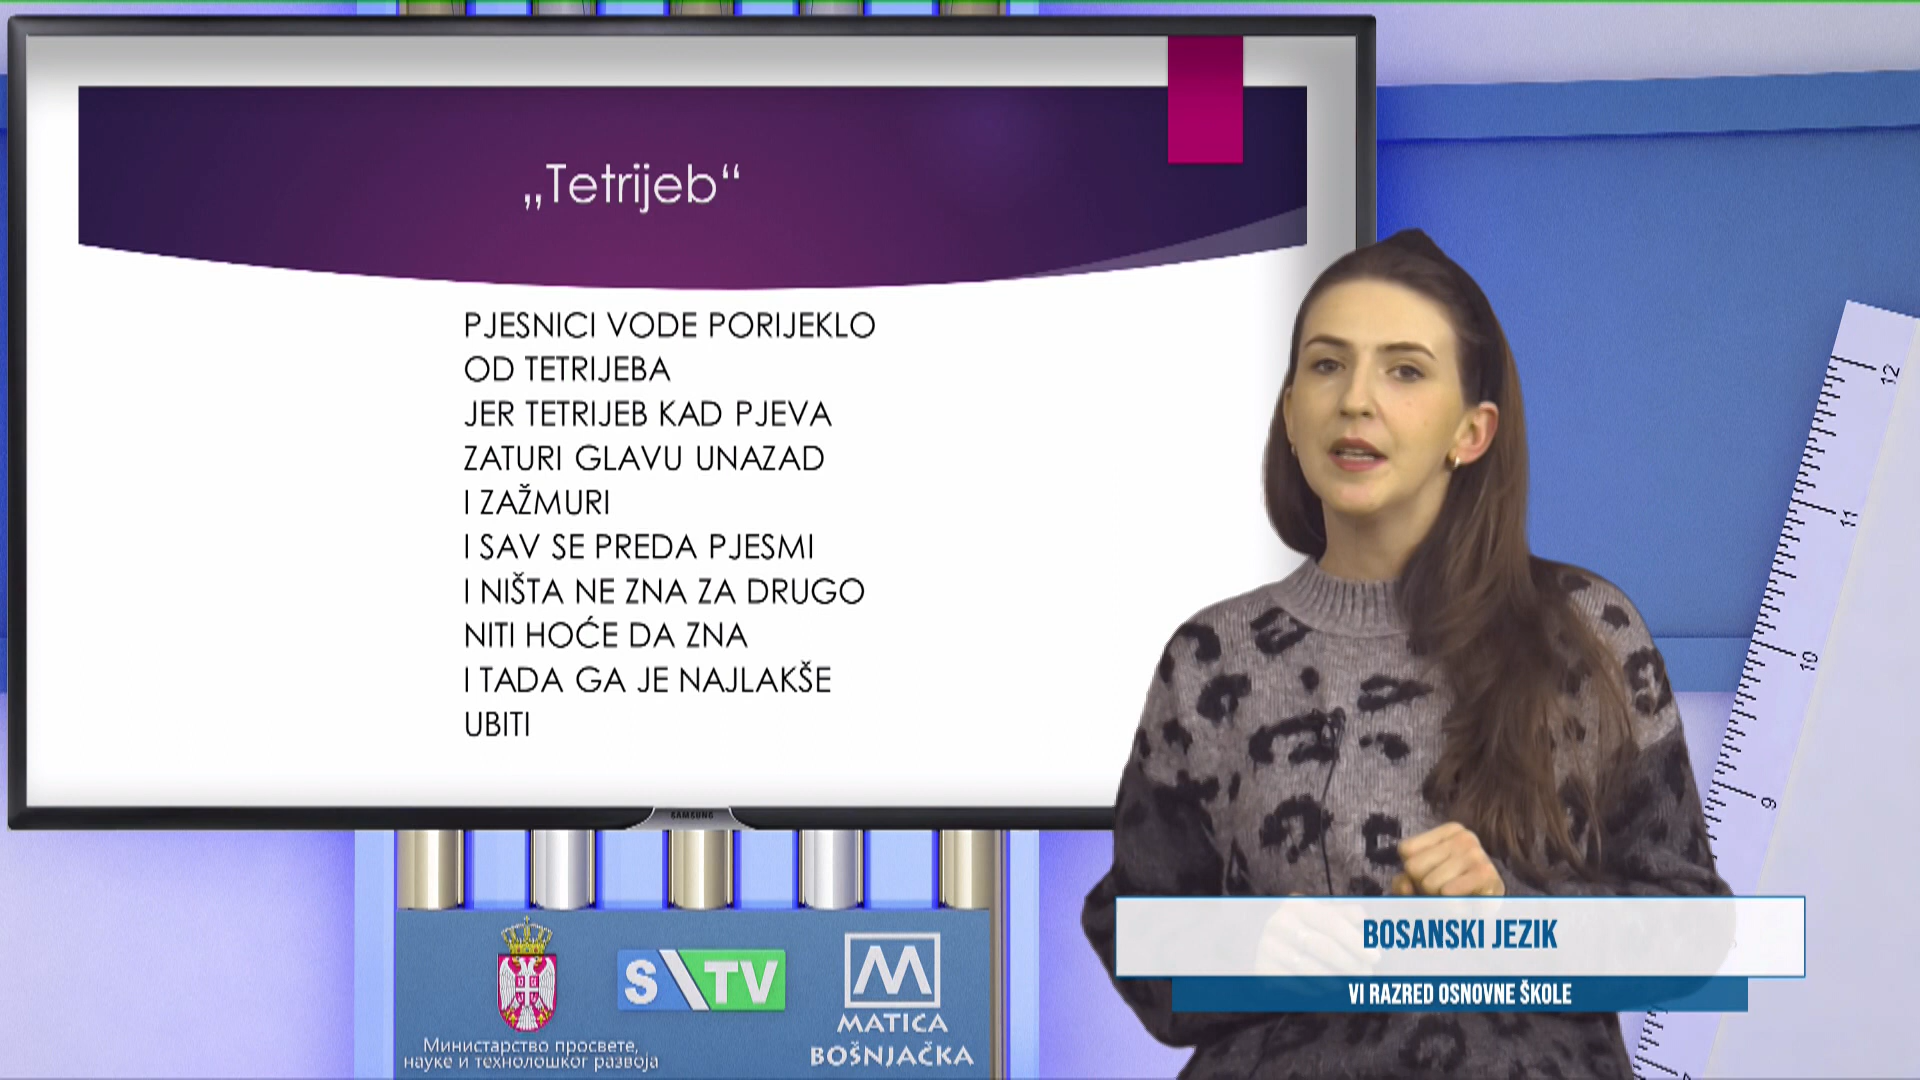 „Tetrijeb“
PJESNICI VODE PORIJEKLO
OD TETRIJEBA
JER TETRIJEB KAD PJEVA
ZATURI GLAVU UNAZAD
I ZAŽMURI
I SAV SE PREDA PJESMI
I NIŠTA NE ZNA ZA DRUGO
NITI HOĆE DA ZNA
I TADA GA JE NAJLAKŠE
UBITI
SAMSUNG
12
11
10
9
BOSANSKI JEZIK
VI RAZRED OSNOVNE ŠKOLE
Министарство просвете,
науке и технолошког развоја
S TV
MATICA
BOŠNJAČKA